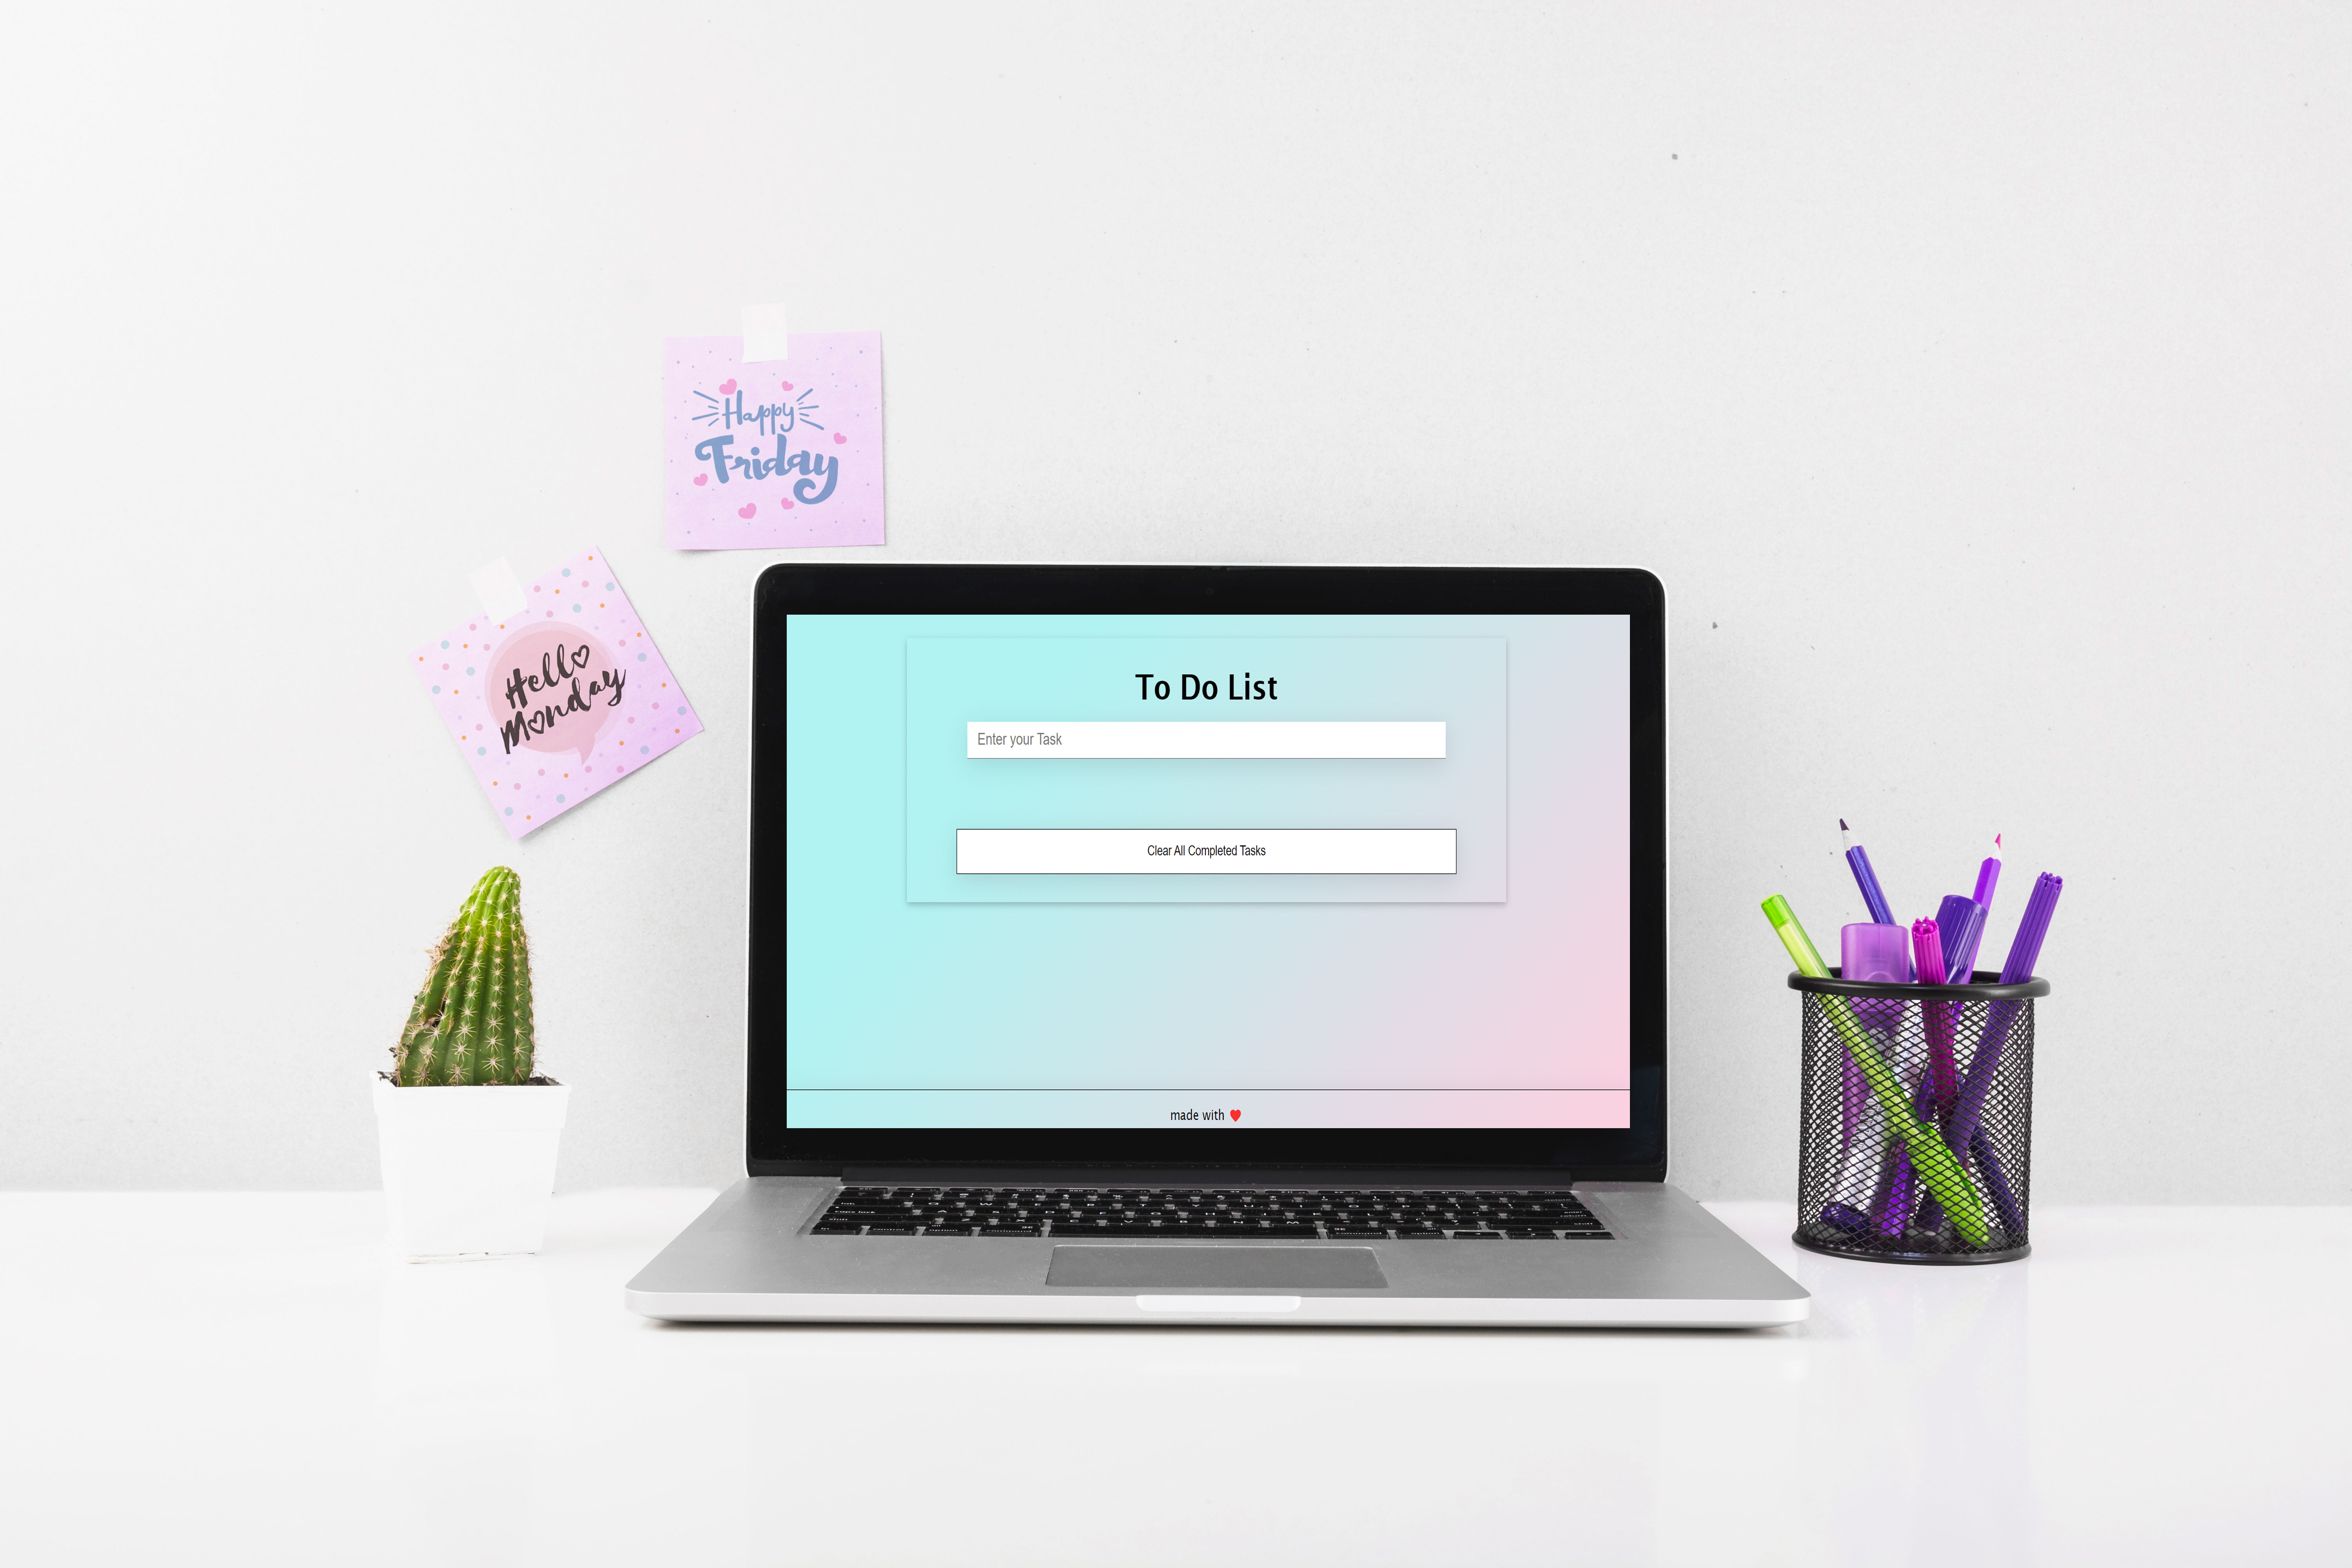 Happy
Friday
Hello
Monday
To Do List
Enter your Task
Clear All Completed Tasks
made with ❤️